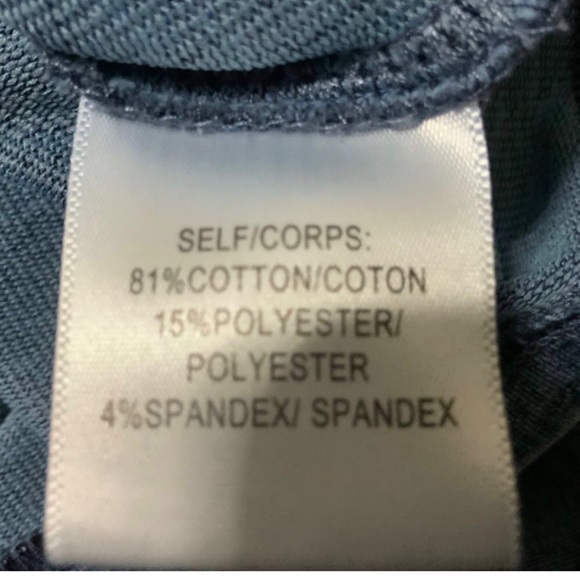 SELF/CORPS:
81%COTTON/COTON
15%POLYESTER/
POLYESTER
4%SPANDEX/ SPANDEX